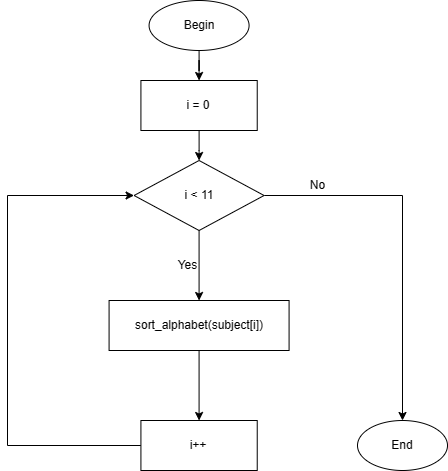 Begin
i = 0
i < 11
No
Yes
sort_alphabet(subject[i])
i++
End